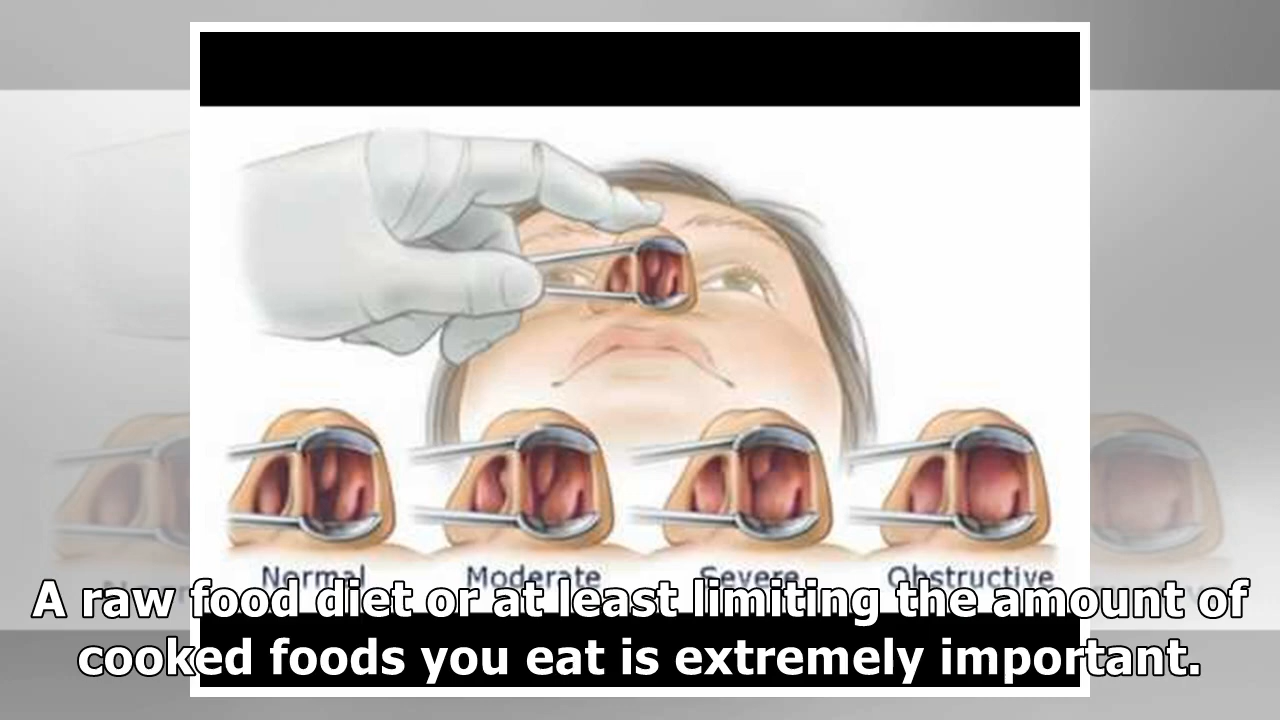 Normal Moderate Severe Obstructive
A raw food diet or at least limiting the amount of
cooked foods you eat is extremely important.